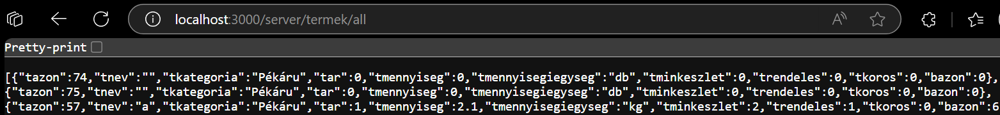 localhost:3000/server/termek/all
Pretty-print
[{"tazon":74,"tnev":"","tkategoria":"Pékáru","tar":0,"tmennyiseg":0,"tmennyisegiegyseg":"db","tminkeszlet":0,"trendeles":0,"tkoros":0,"bazon":0},
{"tazon":75,"tnev":"","tkategoria":"Pékáru","tar":0,"tmennyiseg":0,"tmennyisegiegyseg":"db","tminkeszlet":0,"trendeles":0,"tkoros":0,"bazon":0},
{"tazon":57,"tnev":"a","tkategoria":"Pékáru","tar":1,"tmennyiseg":2.1,"tmennyisegiegyseg":"kg","tminkeszlet":2,"trendeles":1,"tkoros":0,"bazon":6